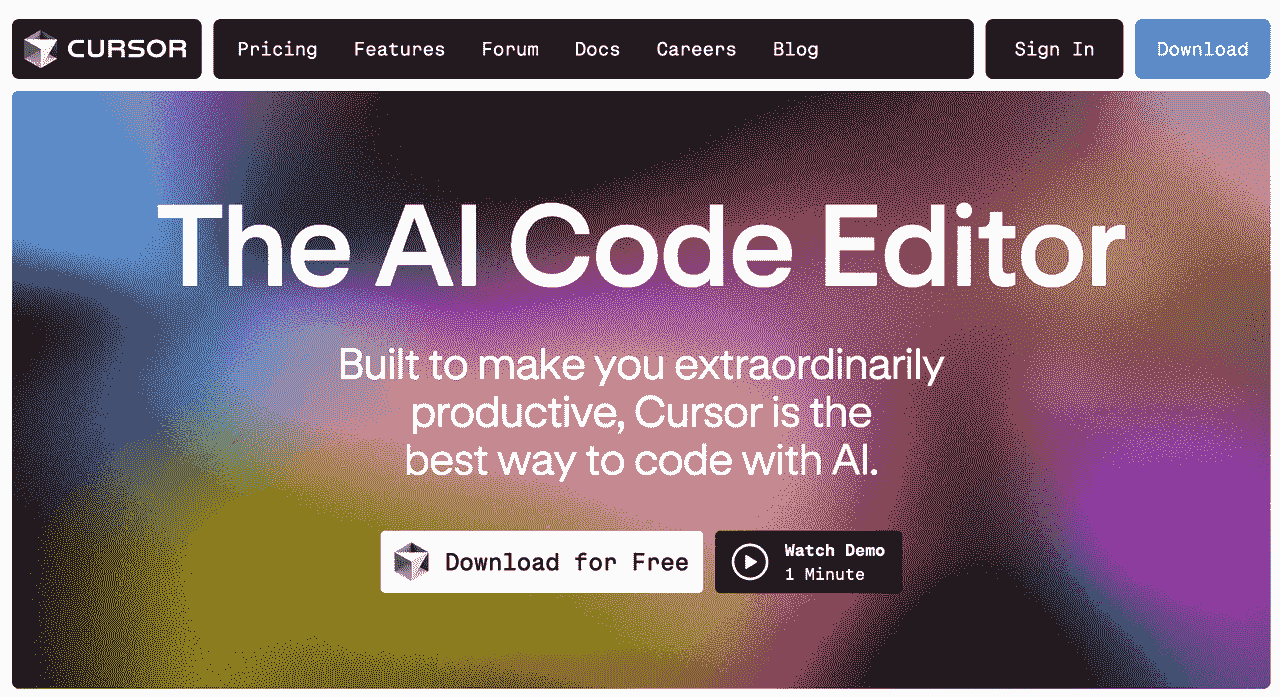 CURSOR
Pricing
Features
Forum
Docs
Careers
Blog
Sign In
Download
The AI Code Editor
Built to make you extraordinarily
productive, Cursor is the
best way to code with AI.
Download for Free
Watch Demo
1 Minute